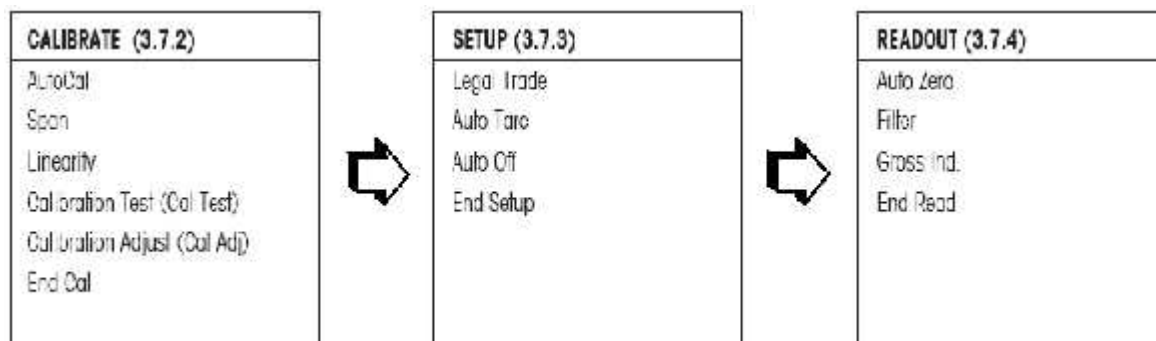 CALIBRATE (3.7.2)
AutoCal
Span
Linearity
Calibration Test (Cal Test)
Calibration Adjust (Cal Adj)
End Cal
SETUP (3.7.3)
Legal Trade
Auto Tare
Auto Off
End Setup
READOUT (3.7.4)
Auto Zero
Filter
Gross Ind.
End Read